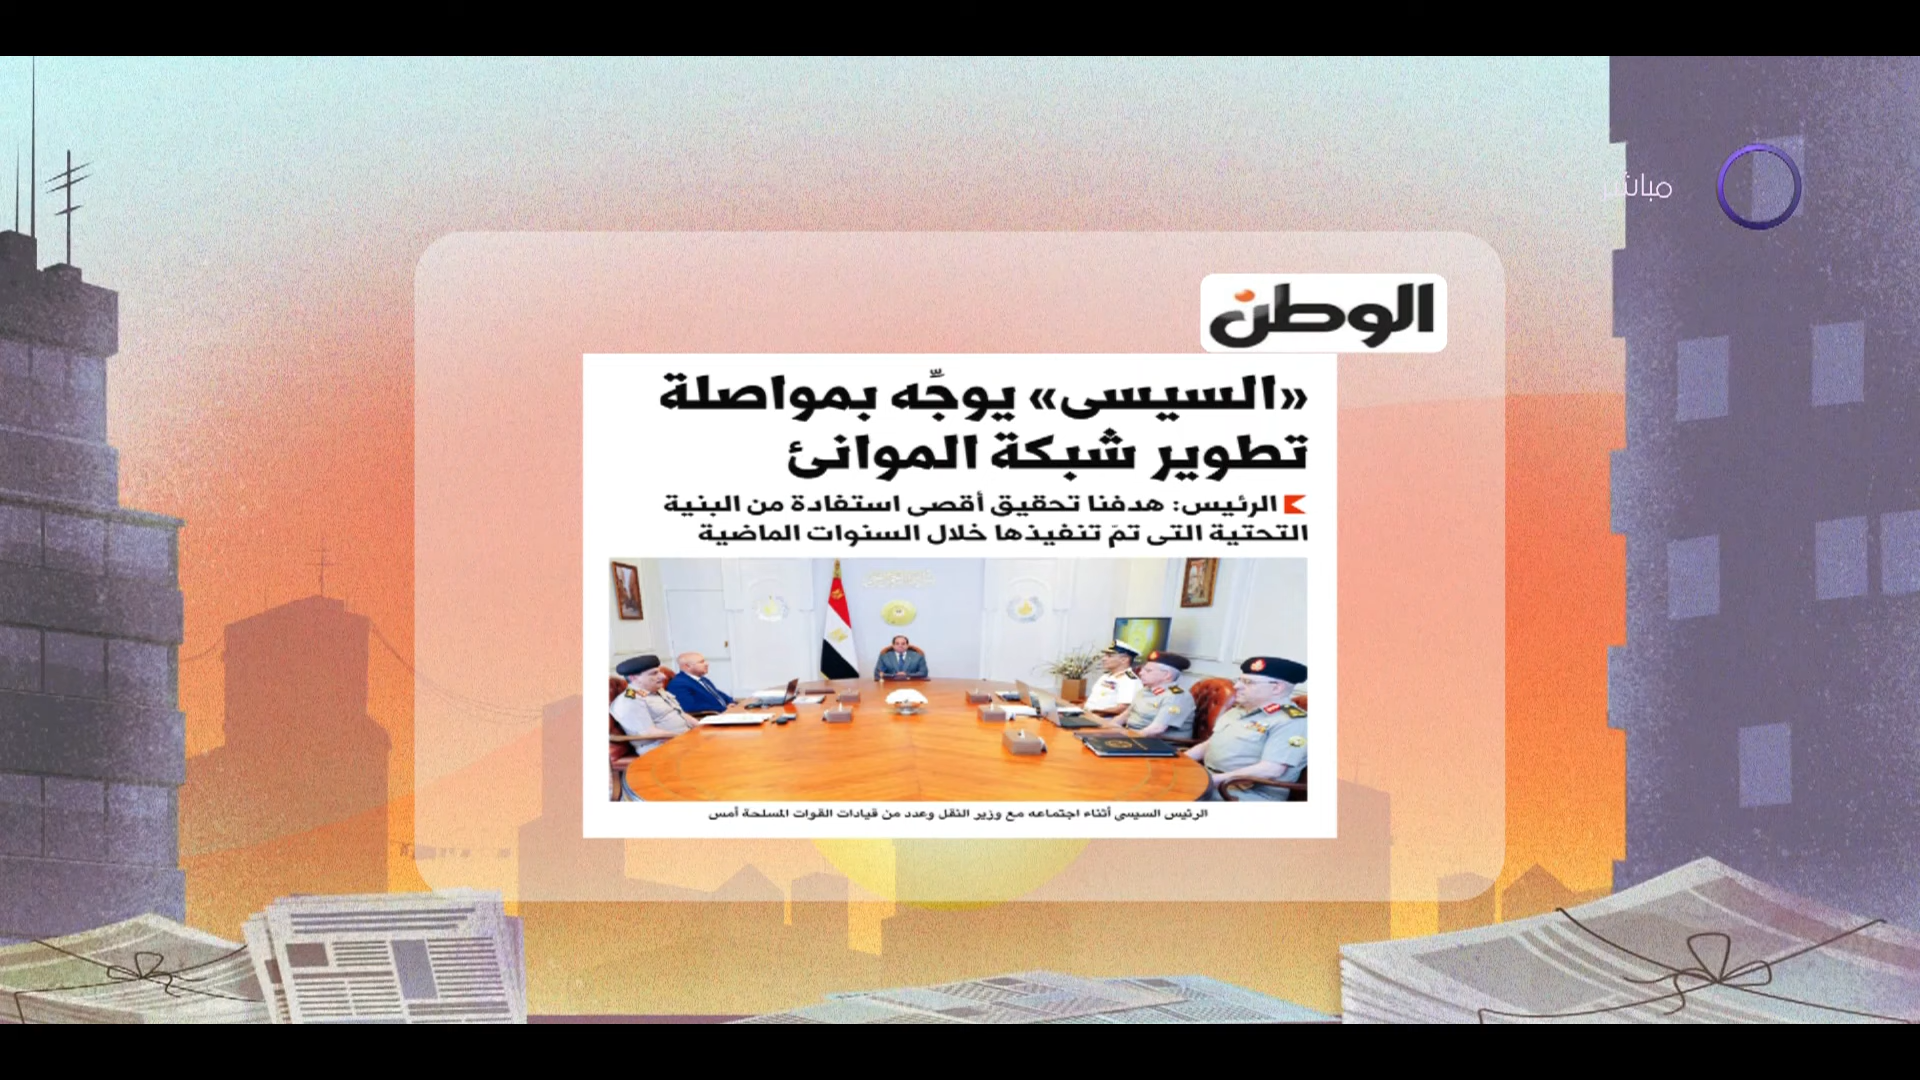 مباشر
الوطن
«السيسى» يوجّه بمواصلة
تطوير شبكة الموانئ
الرئيس: هدفنا تحقيق أقصى استفادة من البنية
التحتية التى تمّ تنفيذها خلال السنوات الماضية
الرئيس السيسى أثناء اجتماعه مع وزير النقل وعدد من قيادات القوات المسلحة أمس